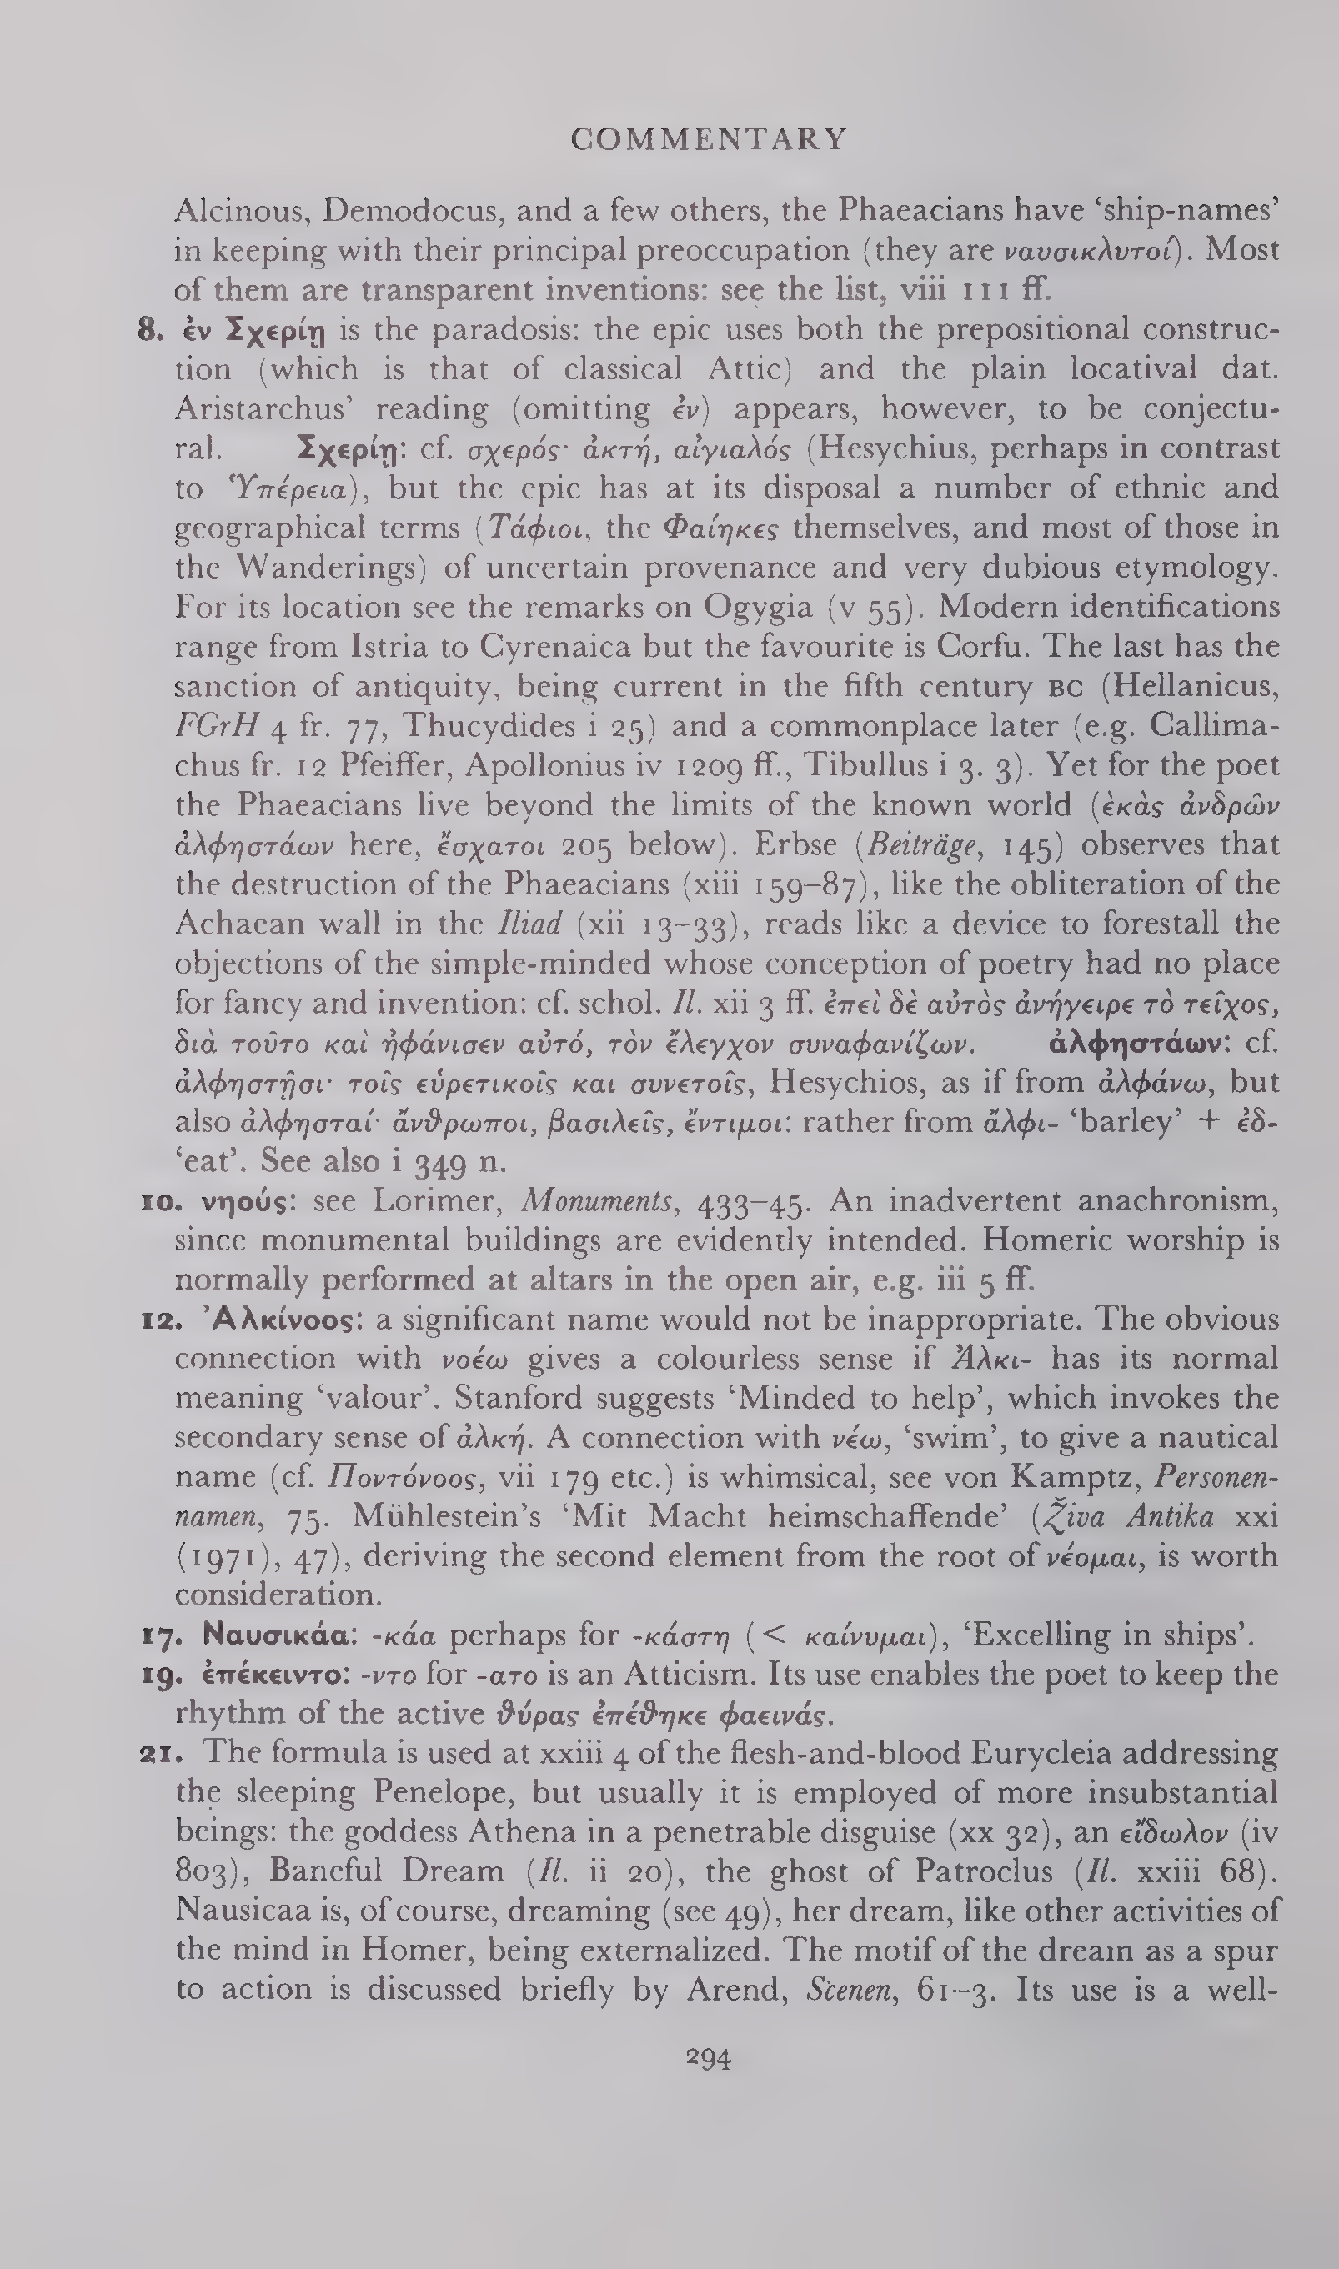 COMMENTARY
Alcinous, Demodocus, and a few others, the Phaeacians have ‘ship-names’
in keeping with their principal preoccupation (they are ναυσικλυτοί). Most
of them are transparent inventions: see the list, viii 111 ff.
8. ἐν Σχερίῃ is the paradosis: the epic uses both the prepositional construc-
tion (which is that of classical Attic) and the plain locatival dat.
Aristarchus’ reading (omitting ἐν) appears, however, to be conjectu-
ral. Σχερίῃ: cf. σχερός· ἀκτή, αἰγιαλός (Hesychius, perhaps in contrast
to Ὑπέρεια), but the epic has at its disposal a number of ethnic and
geographical terms (Τάφιοι, the Φαίηκες themselves, and most of those in
the Wanderings) of uncertain provenance and very dubious etymology.
For its location see the remarks on Ogygia (v 55). Modern identifications
range from Istria to Cyrenaica but the favourite is Corfu. The last has the
sanction of antiquity, being current in the fifth century BC (Hellanicus,
FGrH 4 fr. 77, Thucydides i 25) and a commonplace later (e.g. Callima-
chus fr. 12 Pfeiffer, Apollonius iv 1209 ff., Tibullus i 3. 3). Yet for the poet
the Phaeacians live beyond the limits of the known world (ἑκὰς ἀνδρῶν
ἀλφηστάων here, ἔσχατοι 205 below). Erbse (Beiträge, 145) observes that
the destruction of the Phaeacians (xiii 159–87), like the obliteration of the
Achaean wall in the Iliad (xii 13–33), reads like a device to forestall the
objections of the simple-minded whose conception of poetry had no place
for fancy and invention: cf. schol. Il. xii 3 ff. ἐπεὶ δὲ αὐτὸς ἀνήγειρε τὸ τεῖχος,
διὰ τοῦτο καὶ ἠφάνισεν αὐτό, τὸν ἔλεγχον συναφανίζων. ἀλφηστάων: cf.
ἀλφηστῇσι· τοῖς εὑρετικοῖς και συνετοῖς, Hesychios, as if from ἀλφάνω, but
also ἀλφησταί· ἄνθρωποι, βασιλεῖς, ἔντιμοι: rather from ἄλφι- ‘barley’ + ἐδ-
‘eat’. See also i 349 n.
10. νηούς: see Lorimer, Monuments, 433–45. An inadvertent anachronism,
since monumental buildings are evidently intended. Homeric worship is
normally performed at altars in the open air, e.g. iii 5 ff.
12. Ἀλκίνοος: a significant name would not be inappropriate. The obvious
connection with νοέω gives a colourless sense if Ἀλκι- has its normal
meaning ‘valour’. Stanford suggests ‘Minded to help’, which invokes the
secondary sense of ἀλκή. A connection with νέω, ‘swim’, to give a nautical
name (cf. Ποντόνοος, vii 179 etc.) is whimsical, see von Kamptz, Personen-
namen, 75. Mühlestein’s ‘Mit Macht heimschaffende’ (Živa Antika xxi
(1971), 47), deriving the second element from the root of νέομαι, is worth
consideration.
17. Ναυσικάα: -κάα perhaps for -κάστη (< καίνυμαι), ‘Excelling in ships’.
19. ἐπέκειντο: -ντο for -ατο is an Atticism. Its use enables the poet to keep the
rhythm of the active θύρας ἐπέθηκε φαεινάς.
21. The formula is used at xxiii 4 of the flesh-and-blood Eurycleia addressing
the sleeping Penelope, but usually it is employed of more insubstantial
beings: the goddess Athena in a penetrable disguise (xx 32), an εἴδωλον (iv
803), Baneful Dream (Il. ii 20), the ghost of Patroclus (Il. xxiii 68).
Nausicaa is, of course, dreaming (see 49), her dream, like other activities of
the mind in Homer, being externalized. The motif of the dream as a spur
to action is discussed briefly by Arend, Scenen, 61–3. Its use is a well-
294